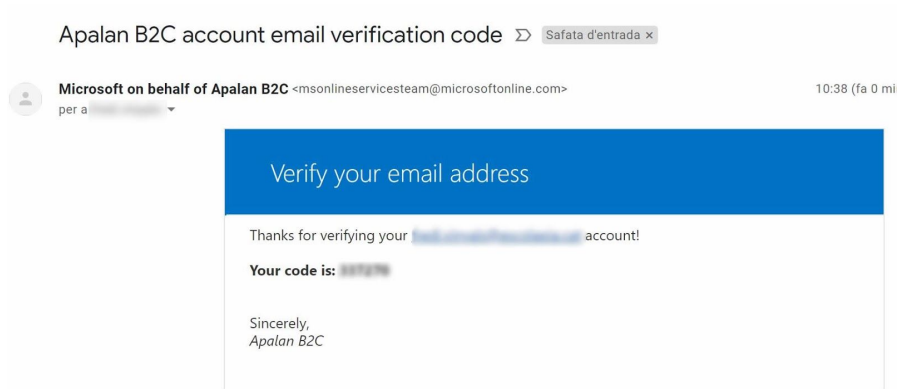 Apalan B2C account email verification code Safata d'entrada ×
Microsoft on behalf of Apalan B2C <msonlineservicesteam@microsoftonline.com> 10:38 (fa 0 mi
per a
Verify your email address
Thanks for verifying your account!
Your code is:
Sincerely,
Apalan B2C